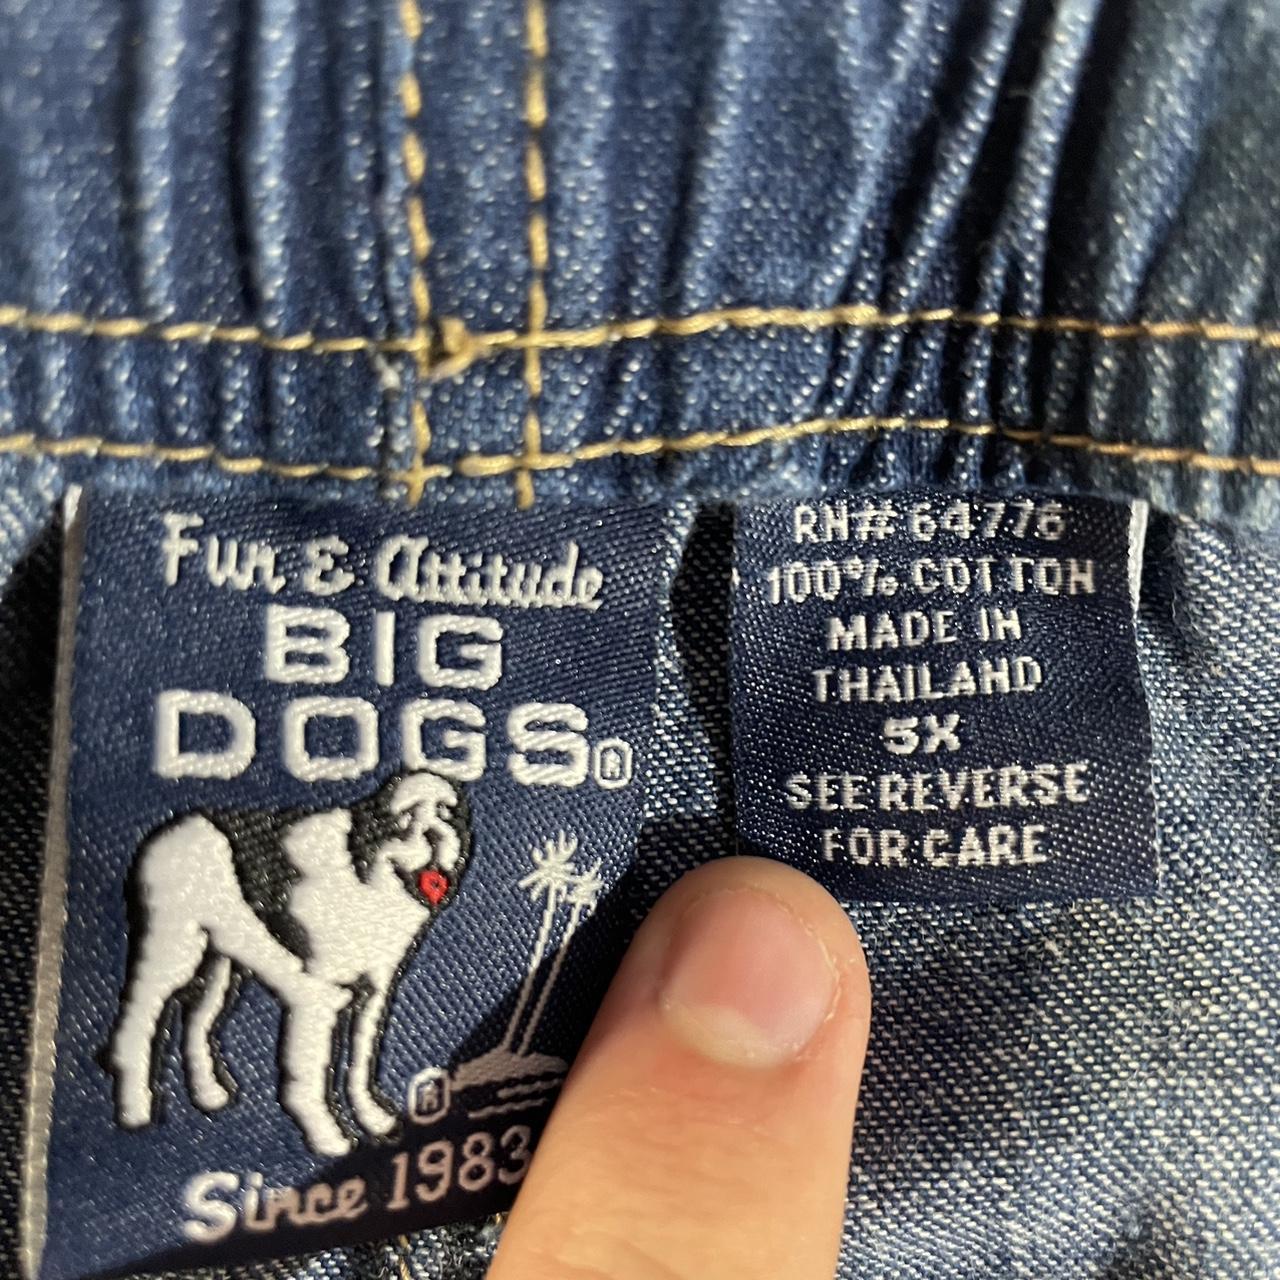 Fun & Attitude
BIG
DOGS®
®
Since 1983
RN# 64776
100% COTTON
MADE IN
THAILAND
5X
SEE REVERSE
FOR CARE